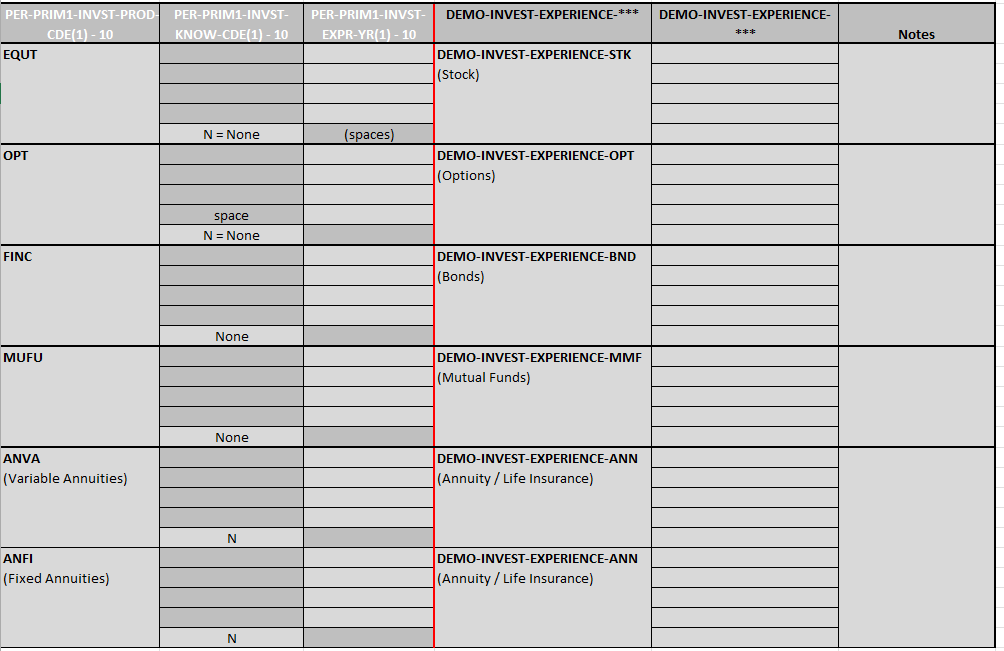 PER-PRIM1-INVST-PROD-
CDE(1) - 10
PER-PRIM1-INVST-
KNOW-CDE(1) - 10
PER-PRIM1-INVST-
EXPR-YR(1) - 10
DEMO-INVEST-EXPERIENCE-***
DEMO-INVEST-EXPERIENCE-
***
Notes
EQUT
DEMO-INVEST-EXPERIENCE-STK
(Stock)
N = None
(spaces)
OPT
DEMO-INVEST-EXPERIENCE-OPT
(Options)
space
N = None
FINC
DEMO-INVEST-EXPERIENCE-BND
(Bonds)
None
MUFU
DEMO-INVEST-EXPERIENCE-MMF
(Mutual Funds)
None
ANVA
(Variable Annuities)
DEMO-INVEST-EXPERIENCE-ANN
(Annuity / Life Insurance)
N
ANFI
(Fixed Annuities)
DEMO-INVEST-EXPERIENCE-ANN
(Annuity / Life Insurance)
N